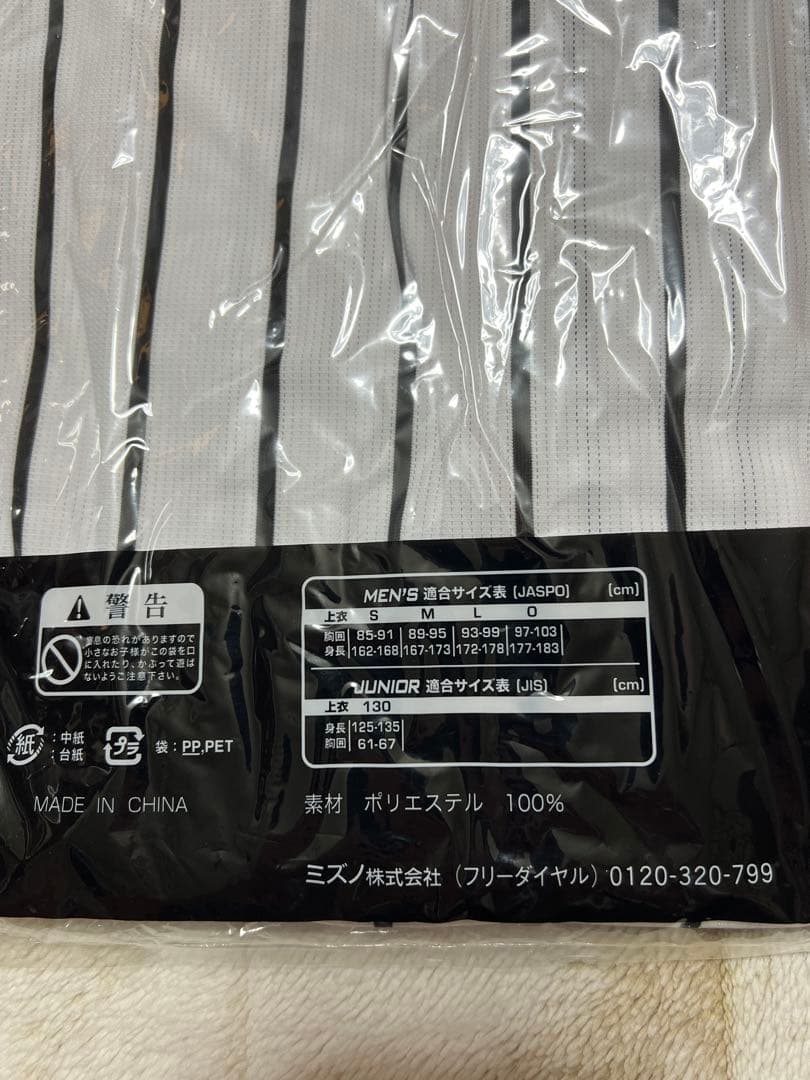 警告
窒息の恐れがありますので
小さなお子様がこの袋を口
に入れたり、かぶって遊ば
ないようご注意下さい。
紙 :中紙
:台紙
プラ 袋:PP,PET
MADE IN CHINA
MEN'S 適合サイズ表 [JASPO] [cm]
上衣 S M L O
胸囲 85-91 89-95 93-99 97-103
身長 162-168 167-173 172-178 177-183
JUNIOR 適合サイズ表 [JIS] [cm]
上衣 130
身長 125-135
胸囲 61-67
素材 ポリエステル 100%
ミズノ株式会社 (フリーダイヤル) 0120-320-799